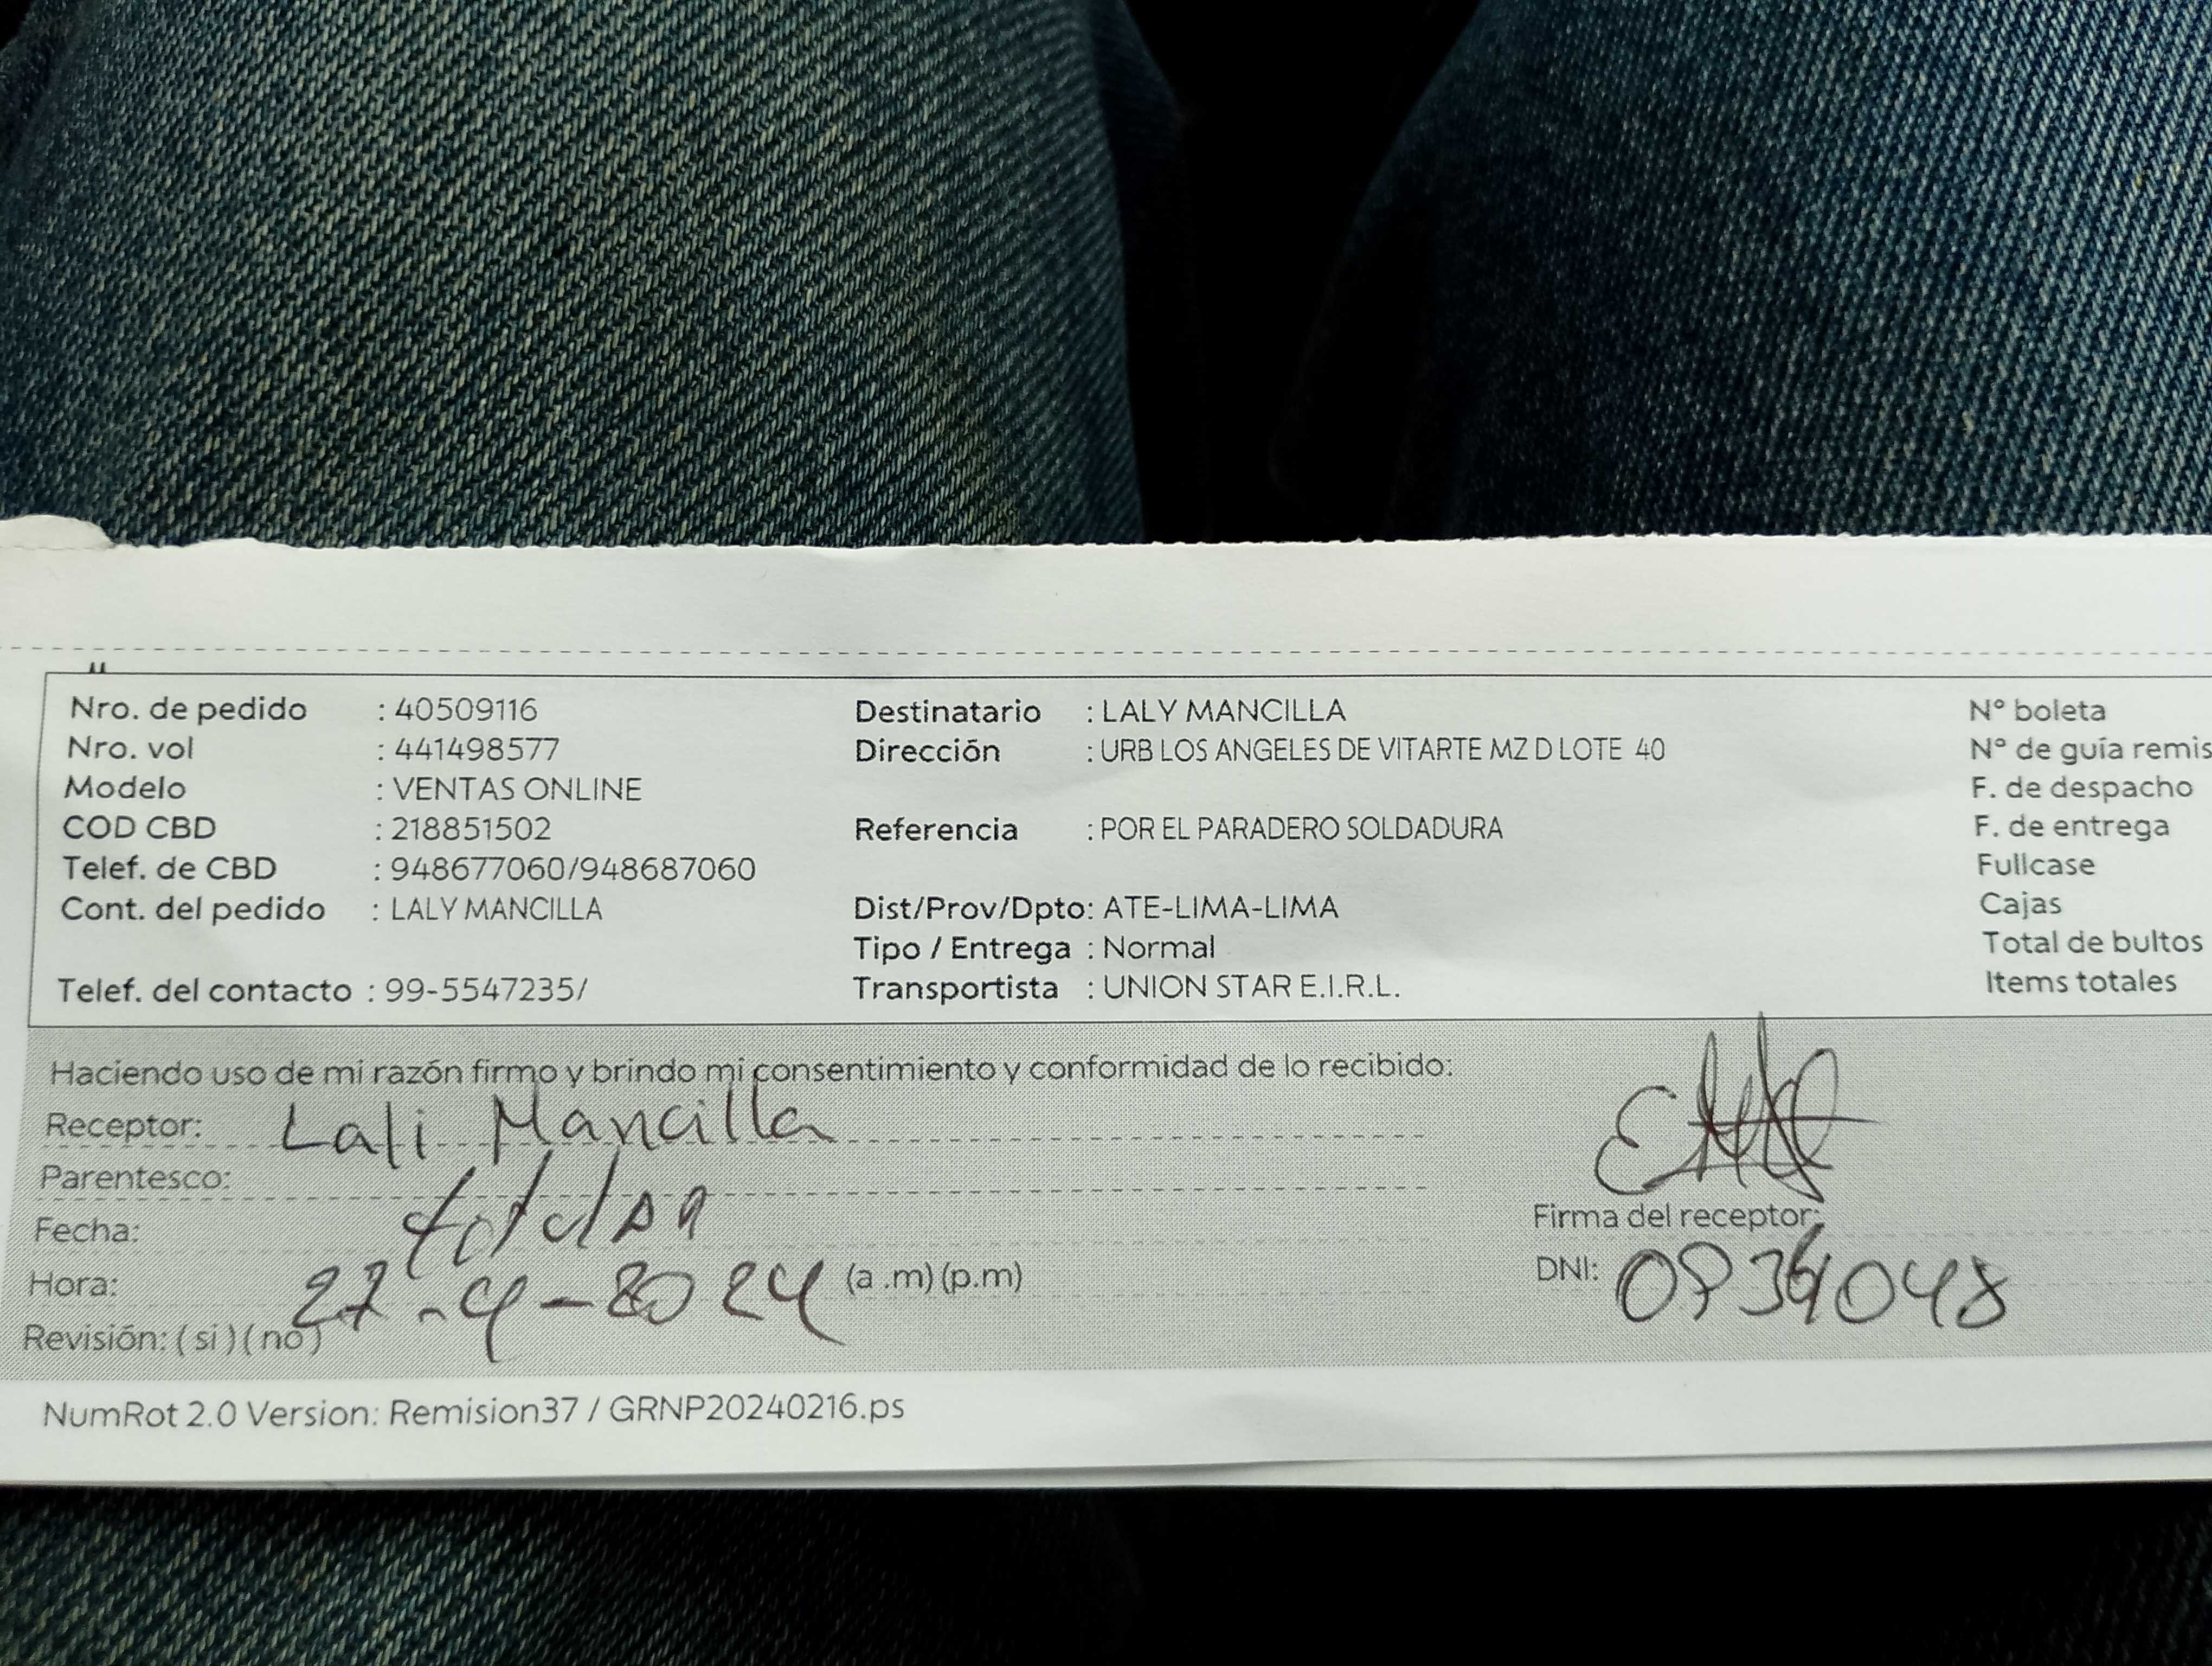 Nro. de pedido : 40509116
Nro. vol : 441498577
Modelo : VENTAS ONLINE
COD CBD : 218851502
Telef. de CBD : 948677060/948687060
Cont. del pedido : LALY MANCILLA
Telef. del contacto : 99-5547235/
Destinatario : LALY MANCILLA
Dirección : URB LOS ANGELES DE VITARTE MZ D LOTE 40
Referencia : POR EL PARADERO SOLDADURA
Dist/Prov/Dpto: ATE-LIMA-LIMA
Tipo / Entrega : Normal
Transportista : UNION STAR E.I.R.L.
N° boleta
N° de guía remis
F. de despacho
F. de entrega
Fullcase
Cajas
Total de bultos
Items totales
Haciendo uso de mi razón firmo y brindo mi consentimiento y conformidad de lo recibido:
Receptor: Lali Mancilla
Parentesco:
Fecha:
Hora: 27-4-2024 (a .m) (p.m)
Revisión: ( si ) ( no )
Firma del receptor:
DNI:
NumRot 2.0 Version: Remision37 / GRNP20240216.ps